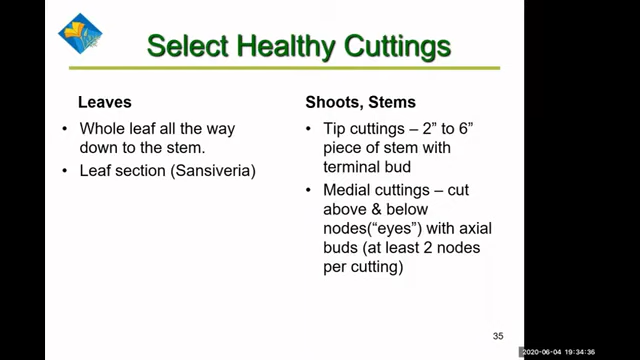 Select Healthy Cuttings
Leaves
• Whole leaf all the way
down to the stem.
• Leaf section (Sansiveria)
Shoots, Stems
• Tip cuttings – 2” to 6”
piece of stem with
terminal bud
• Medial cuttings – cut
above & below
nodes(“eyes”) with axial
buds (at least 2 nodes
per cutting)
35
2020-06-04 19:34:36